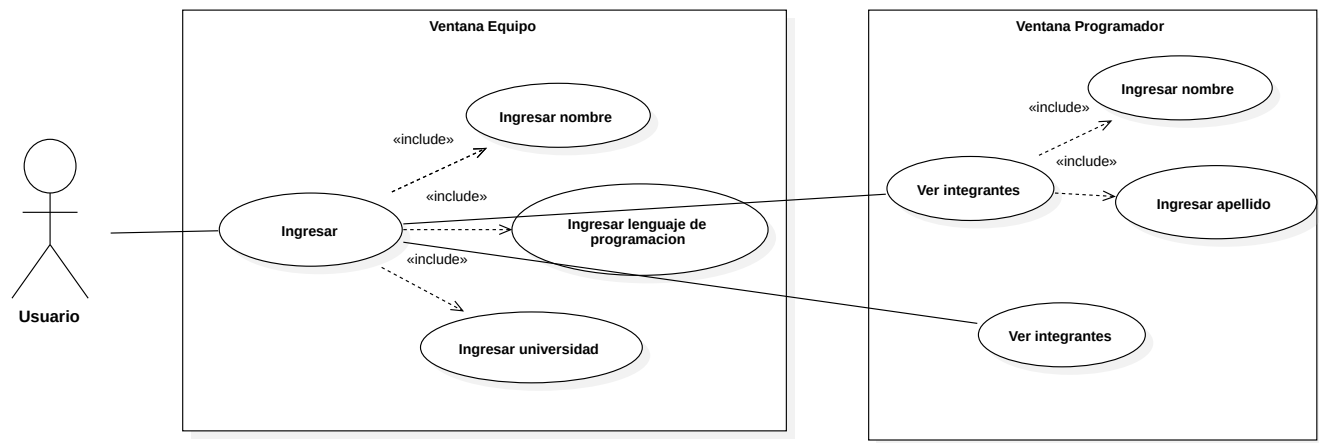 Ventana Equipo
Ventana Programador
Ingresar nombre
«include»
Ingresar nombre
«include»
«include»
Ver integrantes
Ingresar apellido
«include»
Ingresar
Ingresar lenguaje de
programacion
«include»
Usuario
Ingresar universidad
Ver integrantes